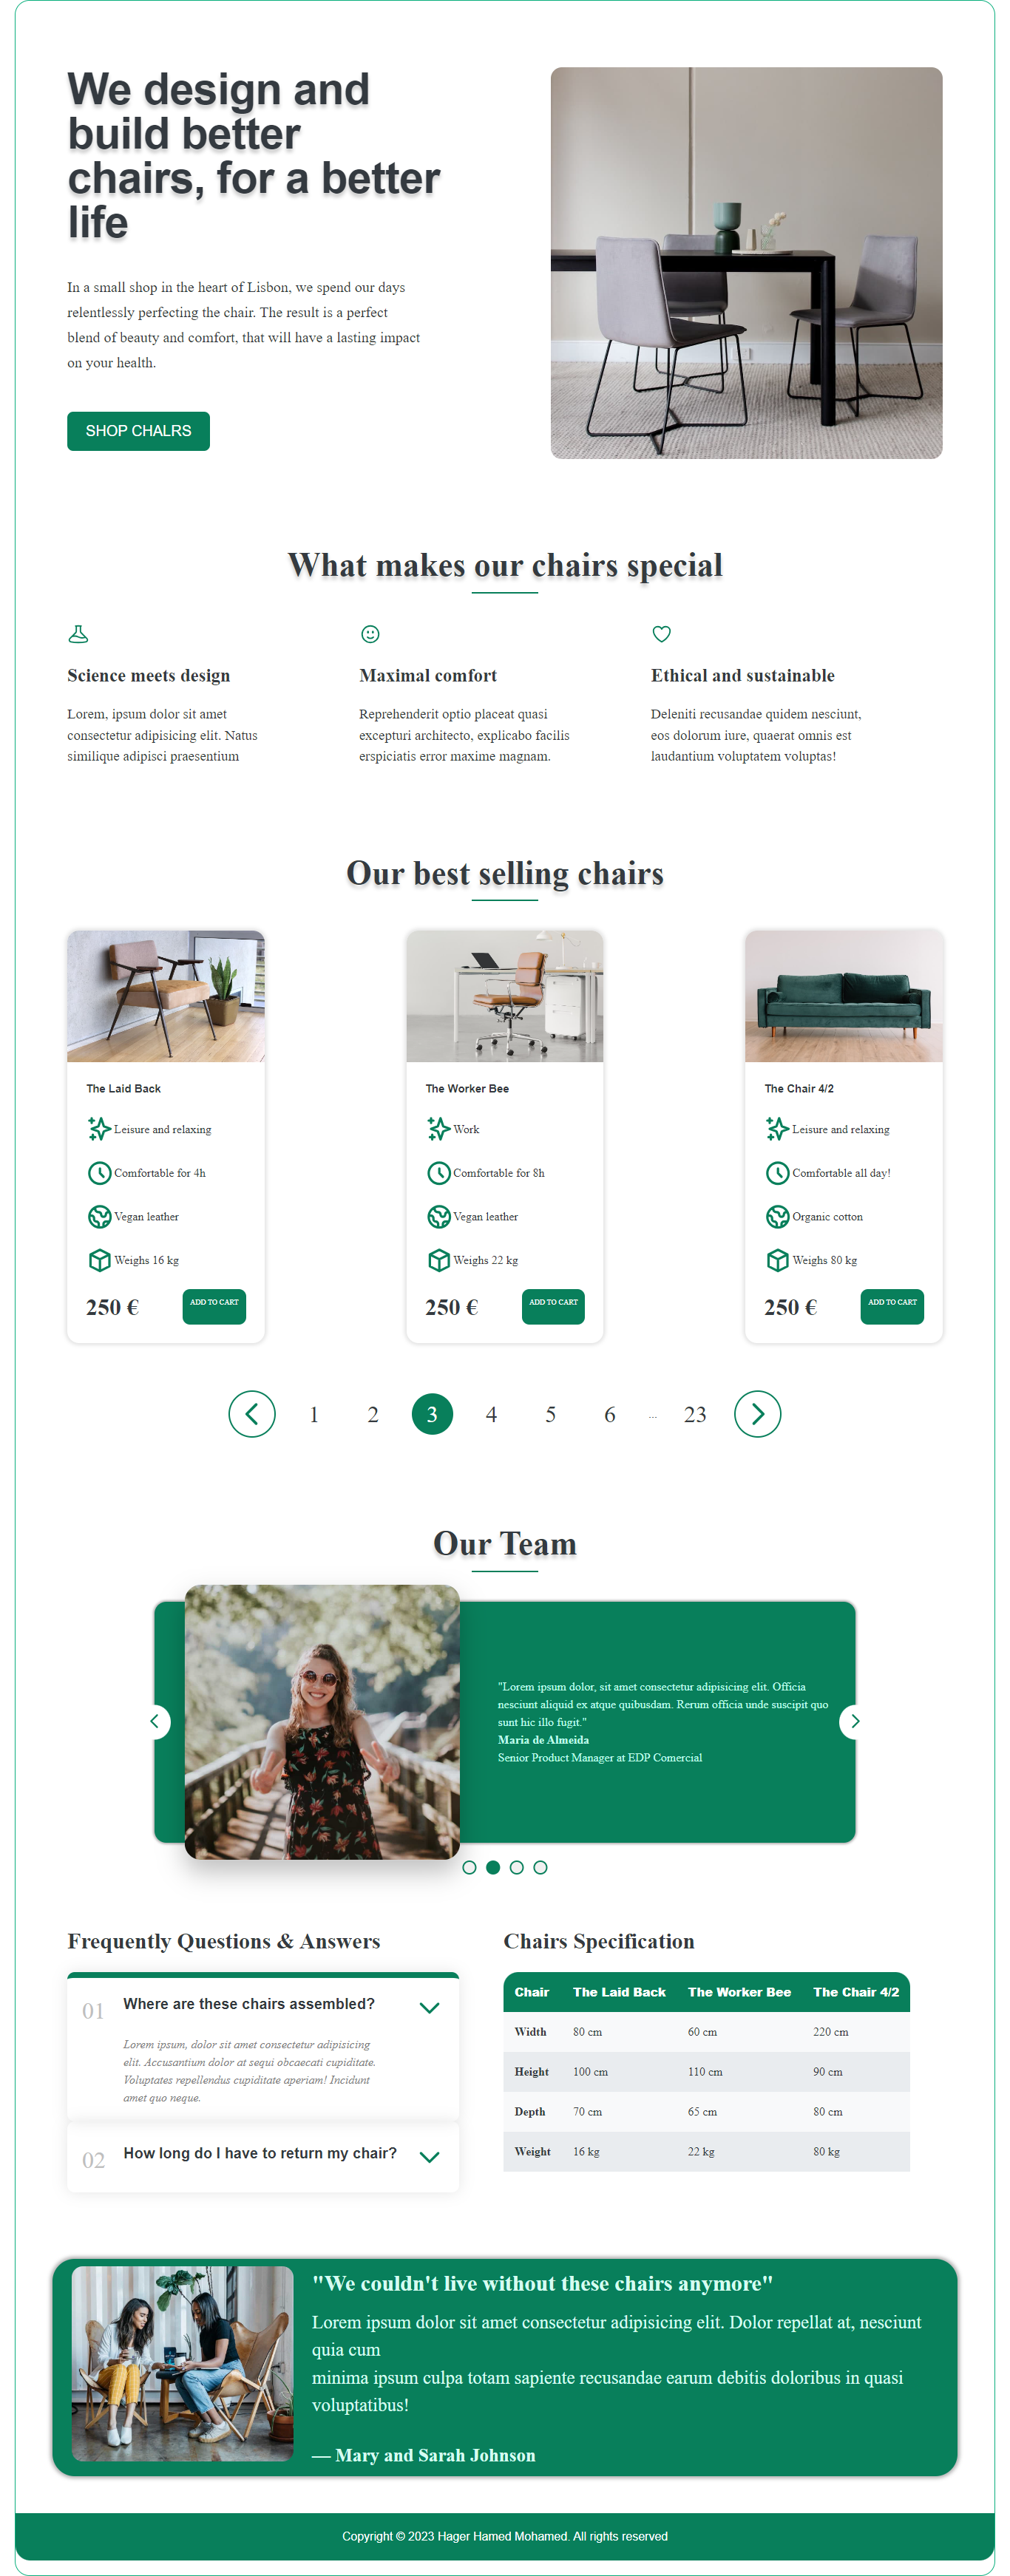 We design and
build better
chairs, for a better
life
In a small shop in the heart of Lisbon, we spend our days
relentlessly perfecting the chair. The result is a perfect
blend of beauty and comfort, that will have a lasting impact
on your health.
SHOP CHALRS
What makes our chairs special
Science meets design
Lorem, ipsum dolor sit amet
consectetur adipisicing elit. Natus
similique adipisci praesentium
Maximal comfort
Reprehenderit optio placeat quasi
excepturi architecto, explicabo facilis
erspiciatis error maxime magnam.
Ethical and sustainable
Deleniti recusandae quidem nesciunt,
eos dolorum iure, quaerat omnis est
laudantium voluptatem voluptas!
Our best selling chairs
The Laid Back
Leisure and relaxing
Comfortable for 4h
Vegan leather
Weighs 16 kg
250 € ADD TO CART
The Worker Bee
Work
Comfortable for 8h
Vegan leather
Weighs 22 kg
250 € ADD TO CART
The Chair 4/2
Leisure and relaxing
Comfortable all day!
Organic cotton
Weighs 80 kg
250 € ADD TO CART
1 2 3 4 5 6 ... 23
Our Team
"Lorem ipsum dolor, sit amet consectetur adipisicing elit. Officia
nesciunt aliquid ex atque quibusdam. Rerum officia unde suscipit quo
sunt hic illo fugit."
Maria de Almeida
Senior Product Manager at EDP Comercial
Frequently Questions & Answers
01 Where are these chairs assembled?
Lorem ipsum, dolor sit amet consectetur adipisicing
elit. Accusantium dolor at sequi obcaecati cupiditate.
Voluptates repellendus cupiditate aperiam! Incidunt
amet quo neque.
02 How long do I have to return my chair?
Chairs Specification
Chair The Laid Back The Worker Bee The Chair 4/2
Width 80 cm 60 cm 220 cm
Height 100 cm 110 cm 90 cm
Depth 70 cm 65 cm 80 cm
Weight 16 kg 22 kg 80 kg
"We couldn't live without these chairs anymore"
Lorem ipsum dolor sit amet consectetur adipisicing elit. Dolor repellat at, nesciunt
quia cum
minima ipsum culpa totam sapiente recusandae earum debitis doloribus in quasi
voluptatibus!
— Mary and Sarah Johnson
Copyright © 2023 Hager Hamed Mohamed. All rights reserved